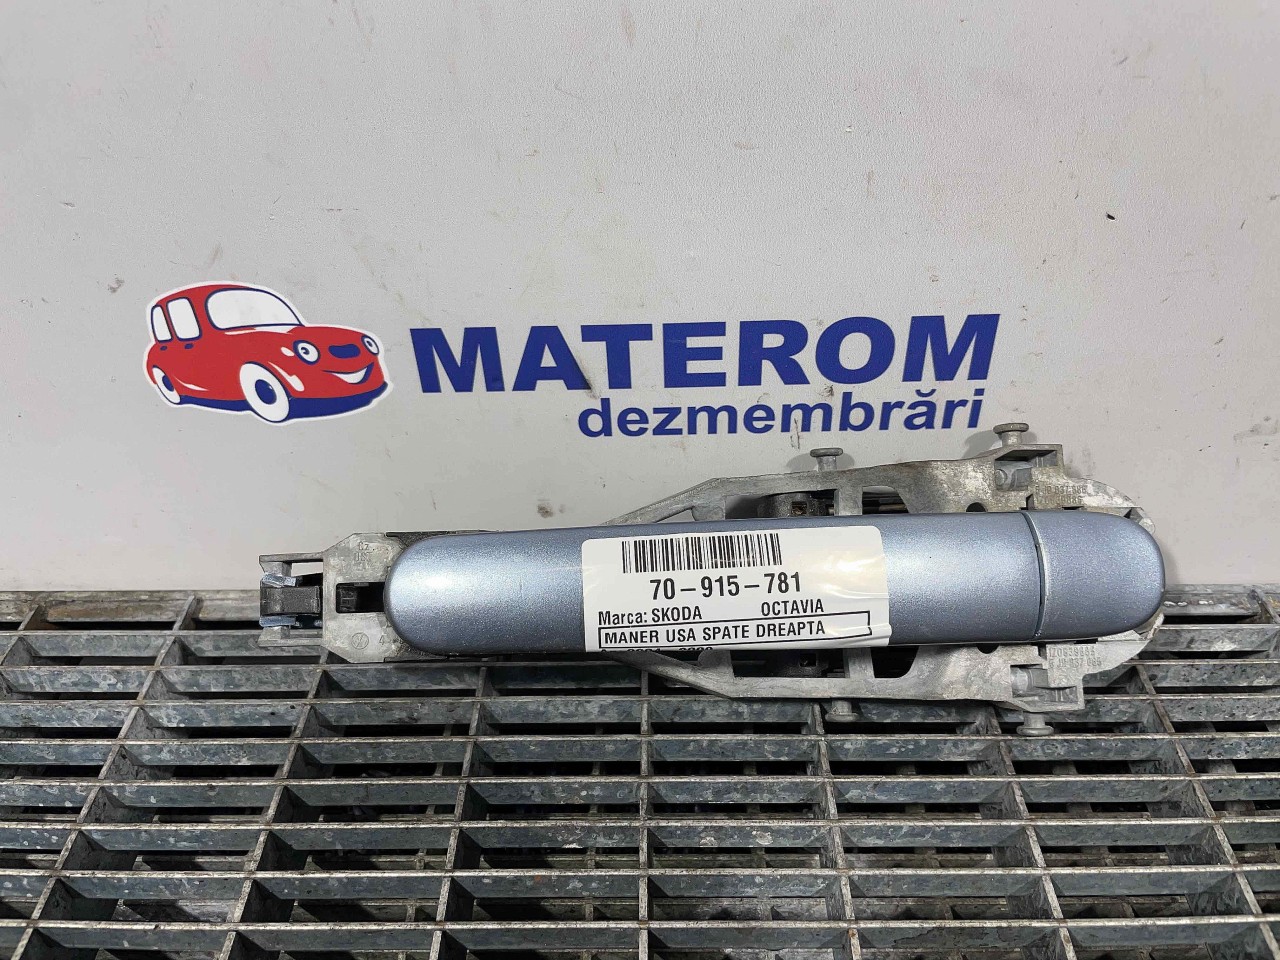 MATEROM
dezmembrări
70-915-781
Marca: SKODA OCTAVIA
MANER USA SPATE DREAPTA